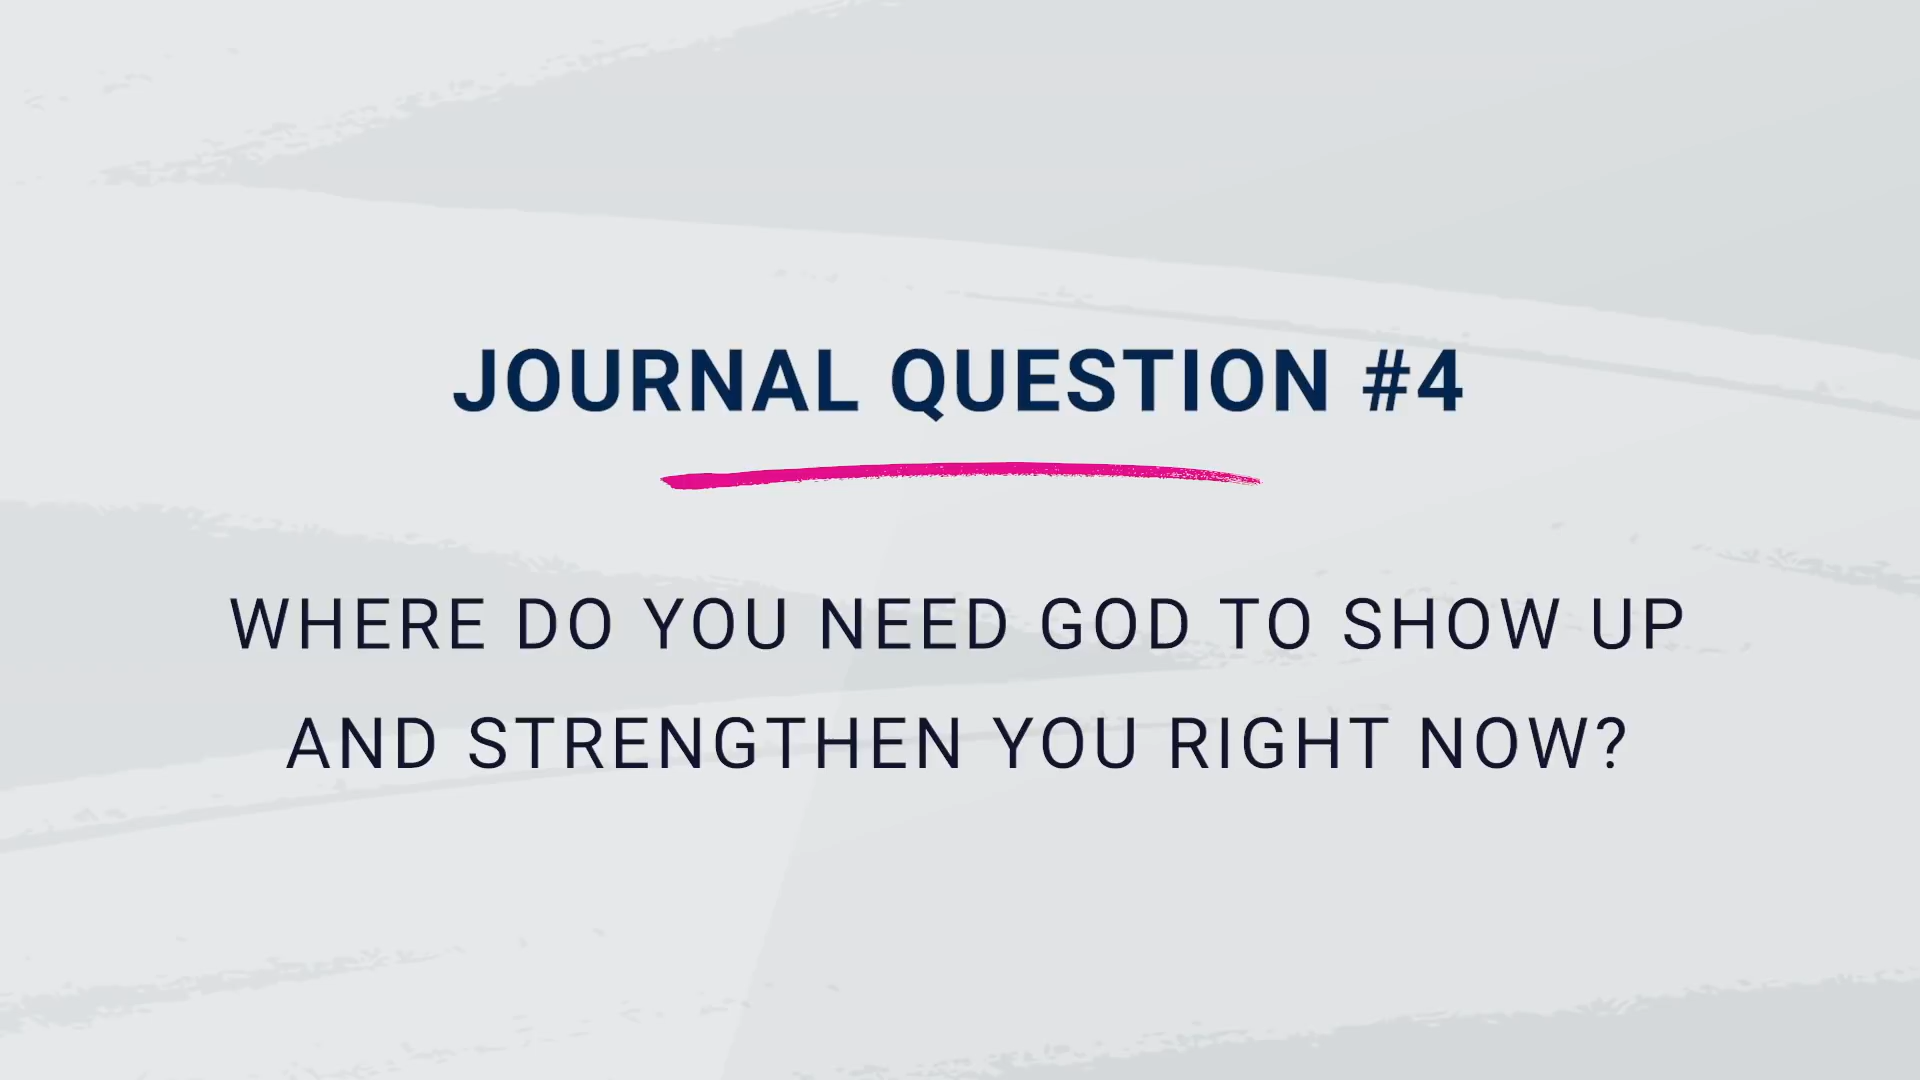 JOURNAL QUESTION #4
WHERE DO YOU NEED GOD TO SHOW UP
AND STRENGTHEN YOU RIGHT NOW?